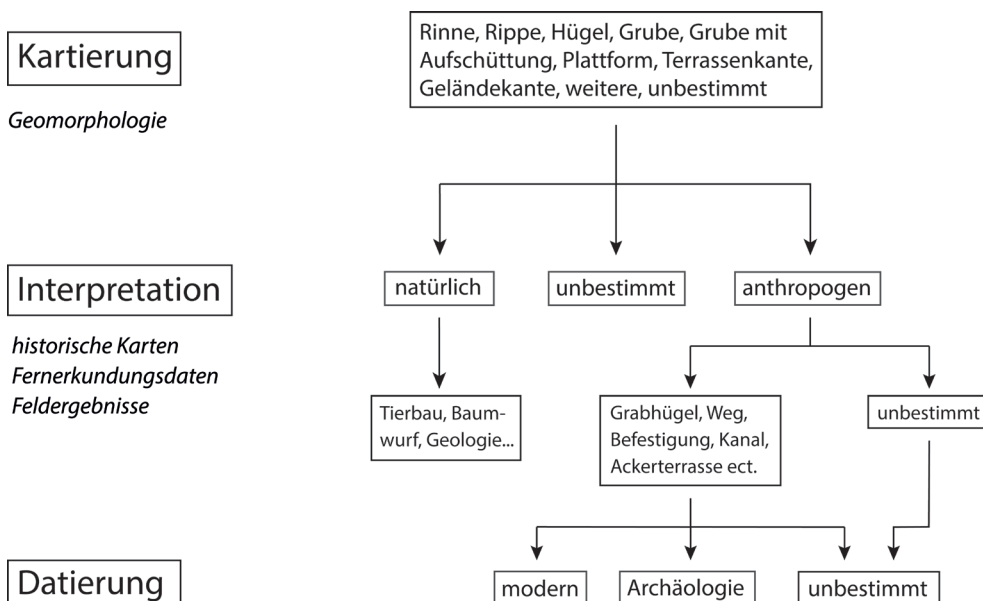 Kartierung
Geomorphologie
Rinne, Rippe, Hügel, Grube, Grube mit
Aufschüttung, Plattform, Terrassenkante,
Geländekante, weitere, unbestimmt
Interpretation
historische Karten
Fernerkundungsdaten
Feldergebnisse
natürlich
unbestimmt
anthropogen
Tierbau, Baum-
wurf, Geologie...
Grabhügel, Weg,
Befestigung, Kanal,
Ackerterrasse ect.
unbestimmt
Datierung
modern
Archäologie
unbestimmt